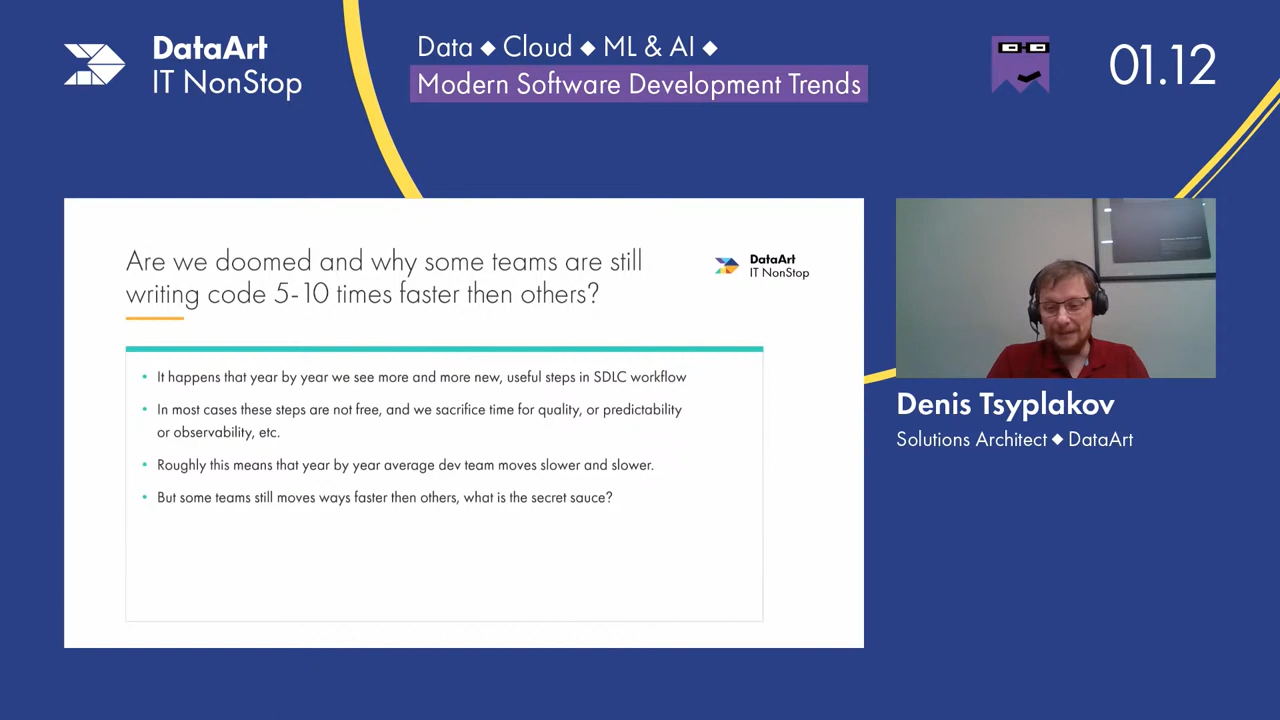 DataArt
IT NonStop
Data ◆ Cloud ◆ ML & AI ◆
Modern Software Development Trends
01.12
Are we doomed and why some teams are still
writing code 5-10 times faster then others?
DataArt
IT NonStop
• It happens that year by year we see more and more new, useful steps in SDLC workflow
• In most cases these steps are not free, and we sacrifice time for quality, or predictability
or observability, etc.
• Roughly this means that year by year average dev team moves slower and slower.
• But some teams still moves ways faster then others, what is the secret sauce?
Denis Tsyplakov
Solutions Architect ◆ DataArt